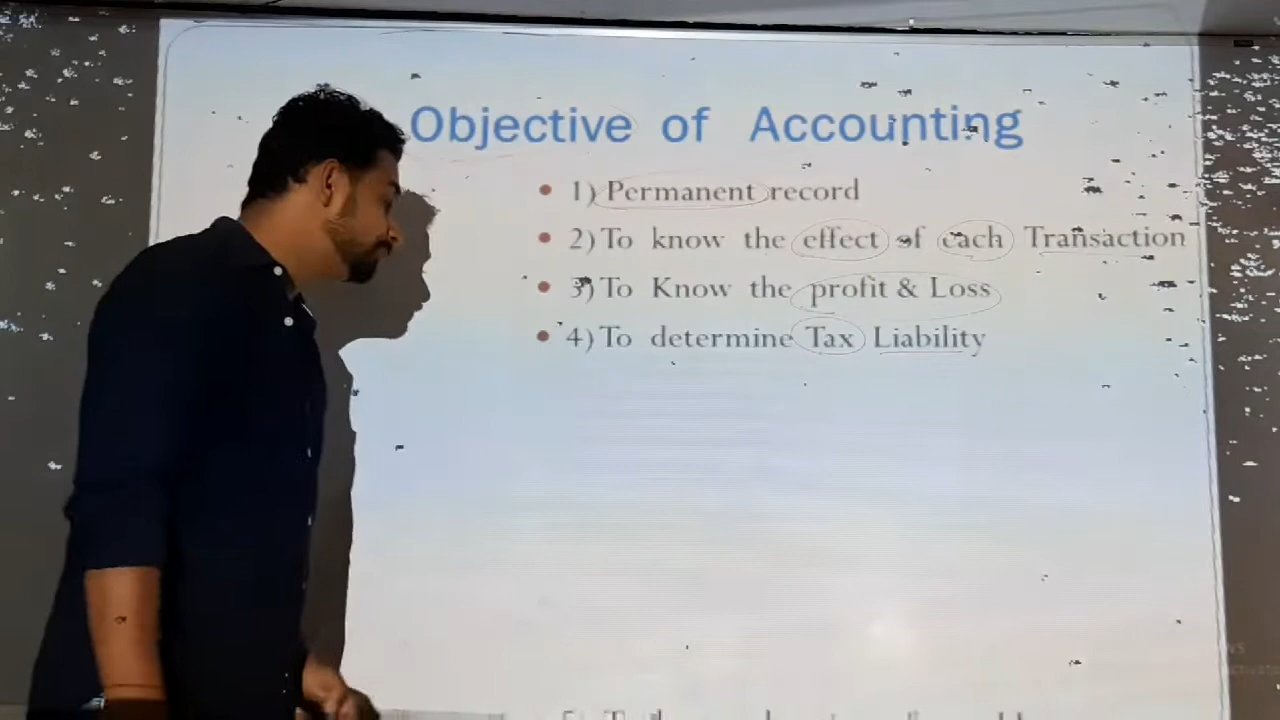 Objective of Accounting
1) Permanent record
2) To know the effect of each Transaction
3) To Know the profit & Loss
4) To determine Tax Liability